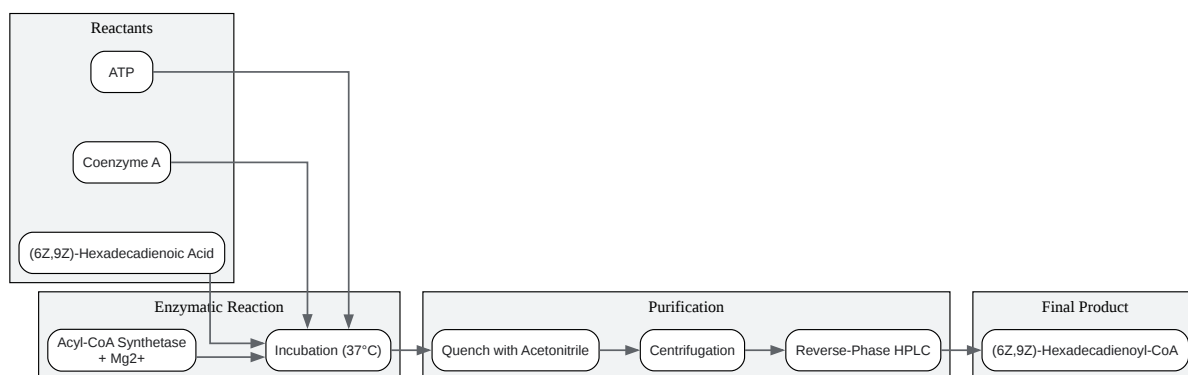 Reactants
ATP
Coenzyme A
(6Z,9Z)-Hexadecadienoic Acid
Enzymatic Reaction
Acyl-CoA Synthetase
+ Mg2+
Incubation (37°C)
Purification
Quench with Acetonitrile
Centrifugation
Reverse-Phase HPLC
Final Product
(6Z,9Z)-Hexadecadienoyl-CoA